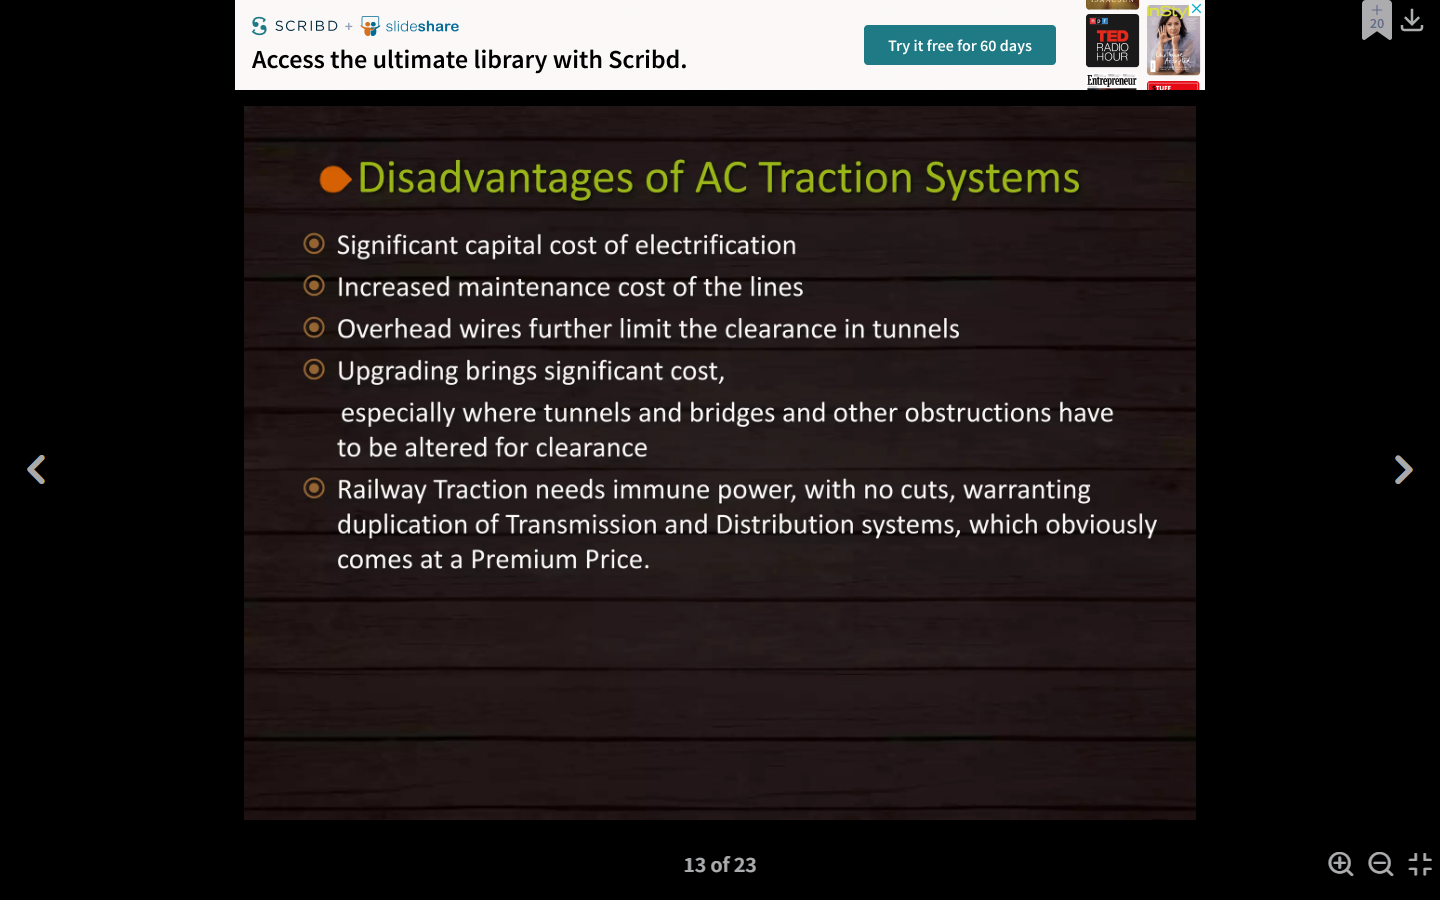 SCRIBD + slideshare
Access the ultimate library with Scribd.
Try it free for 60 days
TED
RADIO
HOUR
InStyle
Entrepreneur
+
20
Disadvantages of AC Traction Systems
Significant capital cost of electrification
Increased maintenance cost of the lines
Overhead wires further limit the clearance in tunnels
Upgrading brings significant cost,
especially where tunnels and bridges and other obstructions have
to be altered for clearance
Railway Traction needs immune power, with no cuts, warranting
duplication of Transmission and Distribution systems, which obviously
comes at a Premium Price.
13 of 23